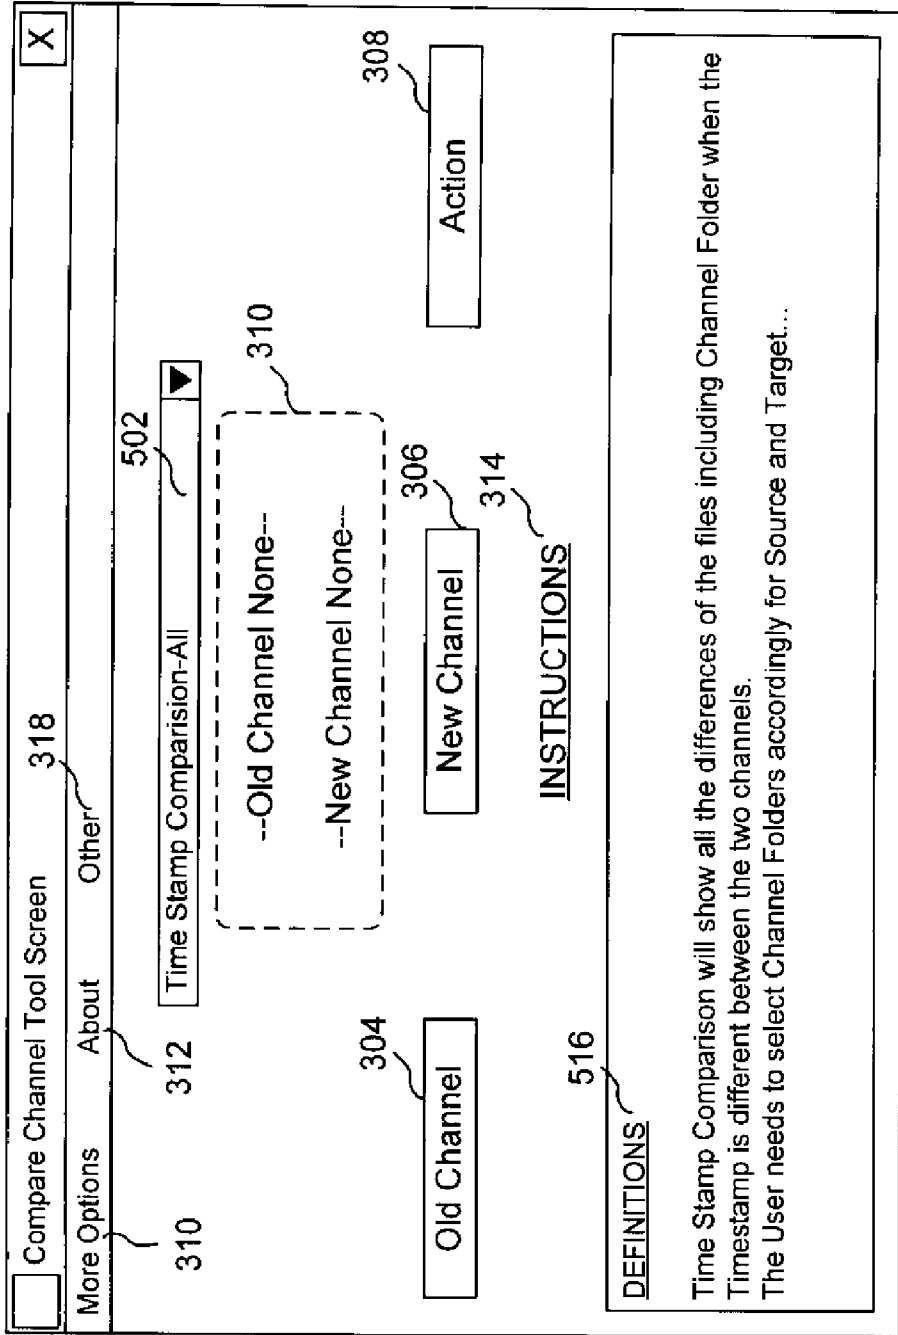 Compare Channel Tool Screen
X
More Options
About
Other
318
310
312
502
Time Stamp Comparision-All
310
--Old Channel None--
--New Channel None--
304
306
308
Old Channel
New Channel
Action
314
INSTRUCTIONS
516
DEFINITIONS
Time Stamp Comparison will show all the differences of the files including Channel Folder when the
Timestamp is different between the two channels.
The User needs to select Channel Folders accordingly for Source and Target...